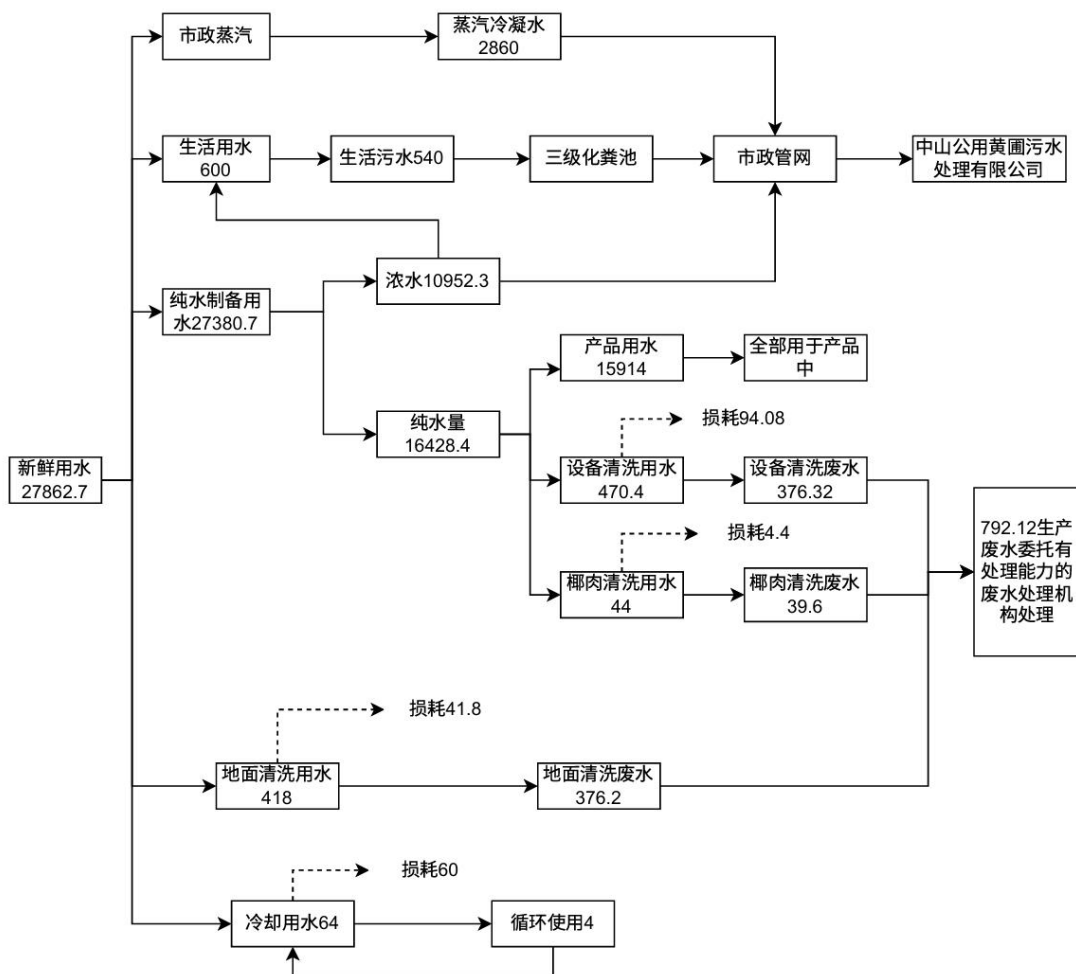 市政蒸汽
蒸汽冷凝水
2860
生活用水
600
生活污水540
三级化粪池
市政管网
中山公用黄圃污水
处理有限公司
浓水10952.3
纯水制备用
水27380.7
产品用水
15914
全部用于产品
中
纯水量
16428.4
损耗94.08
新鲜用水
27862.7
设备清洗用水
470.4
设备清洗废水
376.32
792.12生产
废水委托有
处理能力的
废水处理机
构处理
损耗4.4
椰肉清洗用水
44
椰肉清洗废水
39.6
损耗41.8
地面清洗用水
418
地面清洗废水
376.2
损耗60
冷却用水64
循环使用4